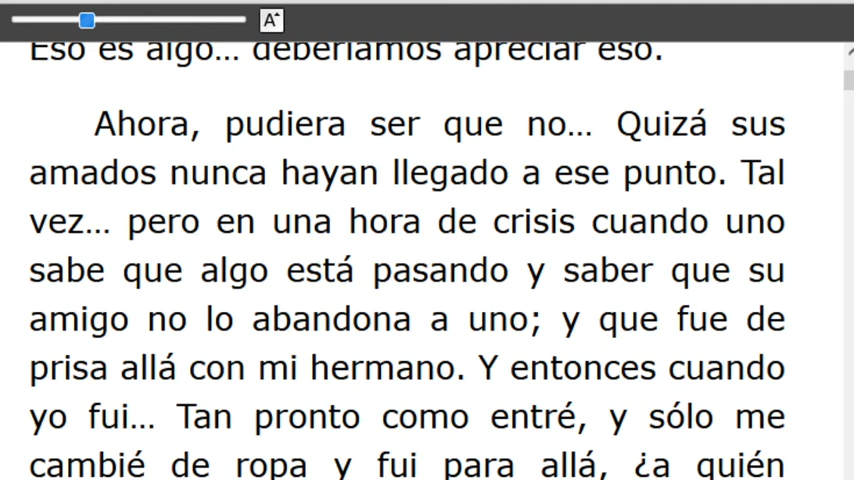 A
Eso es algo... deberíamos apreciar eso.
Ahora, pudiera ser que no... Quizá sus
amados nunca hayan llegado a ese punto. Tal
vez... pero en una hora de crisis cuando uno
sabe que algo está pasando y saber que su
amigo no lo abandona a uno; y que fue de
prisa allá con mi hermano. Y entonces cuando
yo fui... Tan pronto como entré, y sólo me
cambié de ropa y fui para allá, ¿a quién